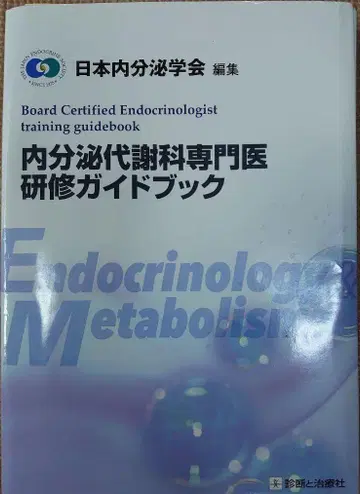 日本内分泌学会 編集
Board Certified Endocrinologist
training guidebook
内分泌代謝科専門医
研修ガイドブック
Endocrinology &
Metabolism
診断と治療社